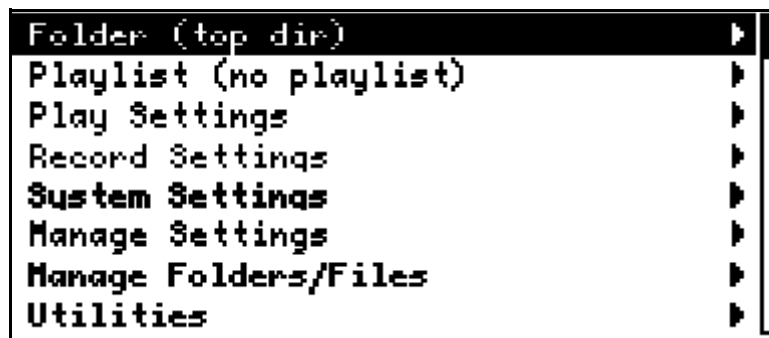 Folder (top dir)
Playlist (no playlist)
Play Settings
Record Settings
System Settings
Manage Settings
Manage Folders/Files
Utilities